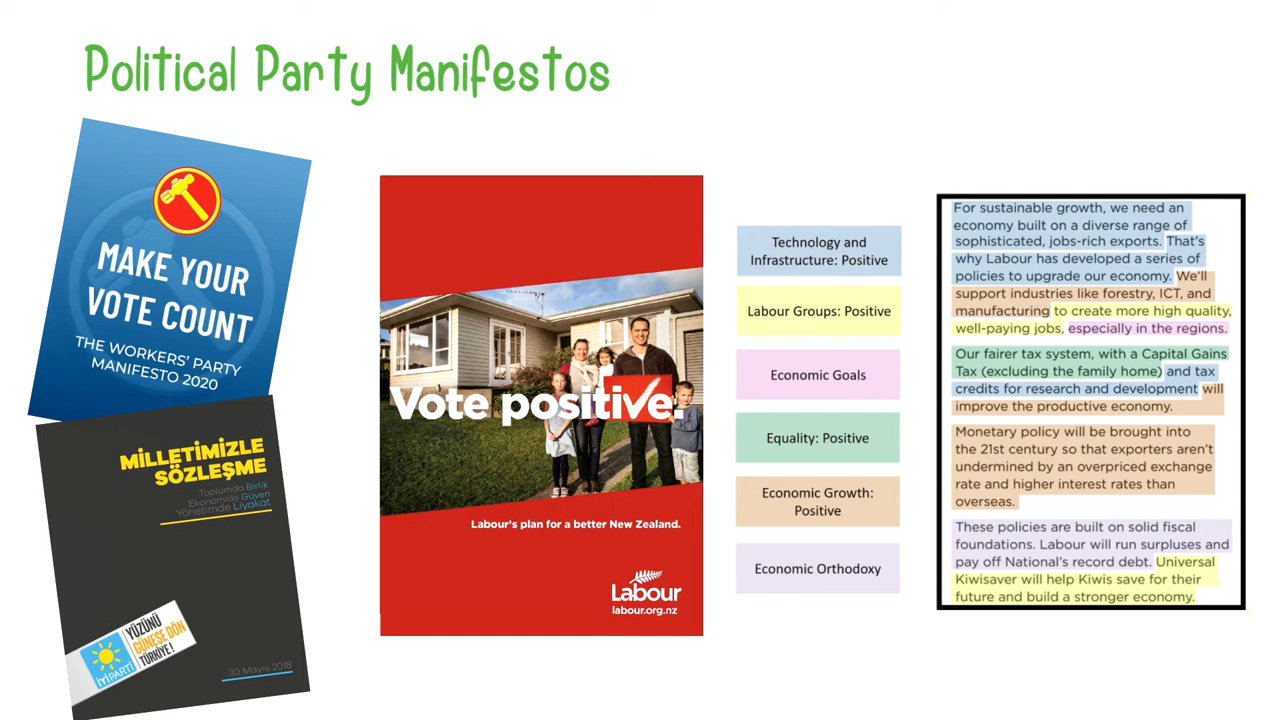 Political Party Manifestos
MAKE YOUR
VOTE COUNT
THE WORKERS' PARTY
MANIFESTO 2020
MİLLETİMİZLE
SÖZLEŞME
Toplumda Birlik
Ekonomide Güven
Yönetimde Liyakat
İYİ PARTİ
YÜZÜNÜ
GÜNEŞE DÖN
TÜRKİYE!
30 Mayıs 2018
Vote positive.
Labour's plan for a better New Zealand.
Labour
labour.org.nz
Technology and
Infrastructure: Positive
Labour Groups: Positive
Economic Goals
Equality: Positive
Economic Growth:
Positive
Economic Orthodoxy
For sustainable growth, we need an
economy built on a diverse range of
sophisticated, jobs-rich exports. That's
why Labour has developed a series of
policies to upgrade our economy. We'll
support industries like forestry, ICT, and
manufacturing to create more high quality,
well-paying jobs, especially in the regions.
Our fairer tax system, with a Capital Gains
Tax (excluding the family home) and tax
credits for research and development will
improve the productive economy.
Monetary policy will be brought into
the 21st century so that exporters aren't
undermined by an overpriced exchange
rate and higher interest rates than
overseas.
These policies are built on solid fiscal
foundations. Labour will run surpluses and
pay off National's record debt. Universal
Kiwisaver will help Kiwis save for their
future and build a stronger economy.